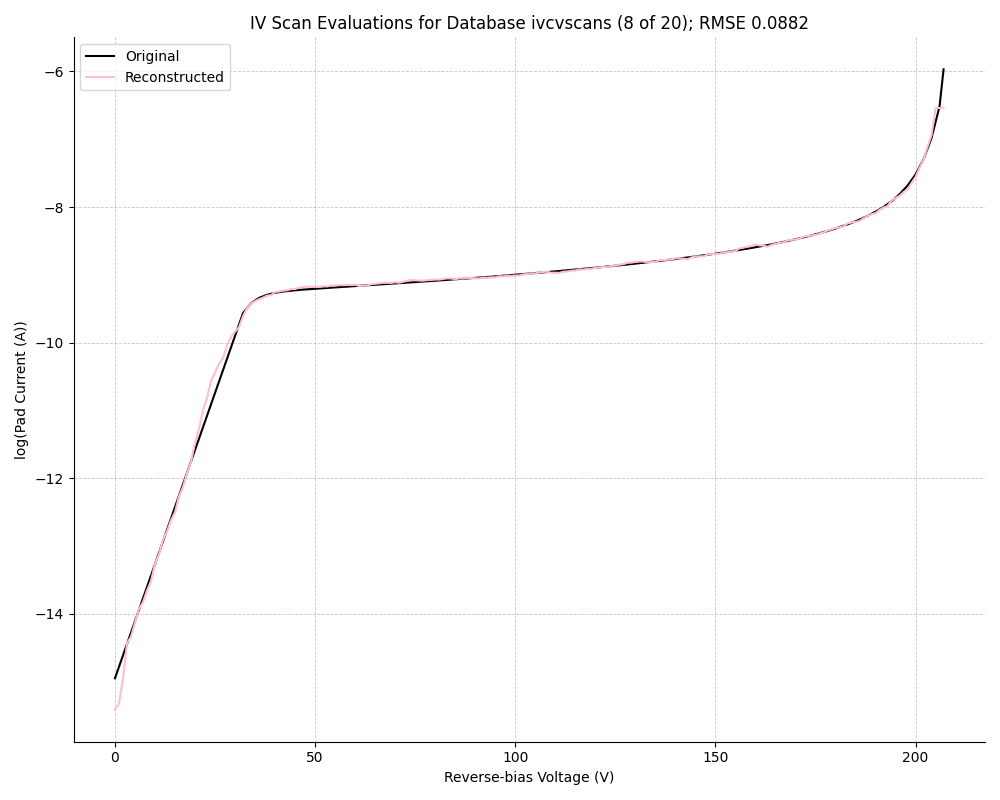 IV Scan Evaluations for Database ivcvscans (8 of 20); RMSE 0.0882
Original
Reconstructed
−6
−8
−10
−12
−14
log(Pad Current (A))
0 50 100 150 200
Reverse-bias Voltage (V)